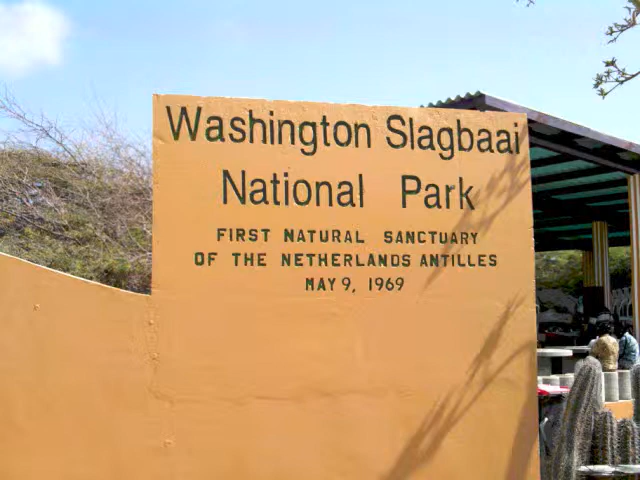 Washington Slagbaai
National Park
FIRST NATURAL SANCTUARY
OF THE NETHERLANDS ANTILLES
MAY 9, 1969